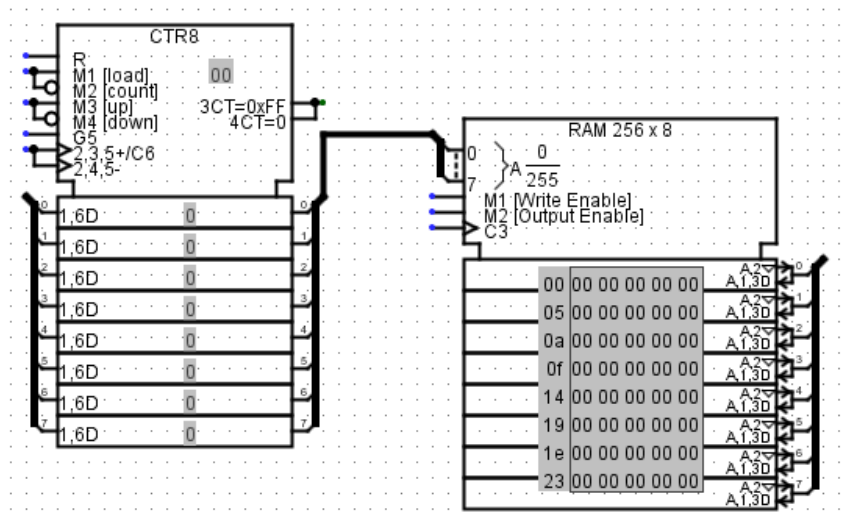 CTR8
R
M1 [load]
M2 [count]
M3 [up]
M4 [down]
G5
2,3,5+/C6
2,4,5-
00
3CT=0xFF
4CT=0
0 1,6D 0 0
1 1,6D 0 1
2 1,6D 0 2
3 1,6D 0 3
4 1,6D 0 4
5 1,6D 0 5
6 1,6D 0 6
7 1,6D 0 7
RAM 256 x 8
0
7
A
0
255
M1 [Write Enable]
M2 [Output Enable]
C3
00 00 00 00 00 00 A,2 0
A,1,3D
05 00 00 00 00 00 A,2 1
A,1,3D
0a 00 00 00 00 00 A,2 2
A,1,3D
0f 00 00 00 00 00 A,2 3
A,1,3D
14 00 00 00 00 00 A,2 4
A,1,3D
19 00 00 00 00 00 A,2 5
A,1,3D
1e 00 00 00 00 00 A,2 6
A,1,3D
23 00 00 00 00 00 A,2 7
A,1,3D